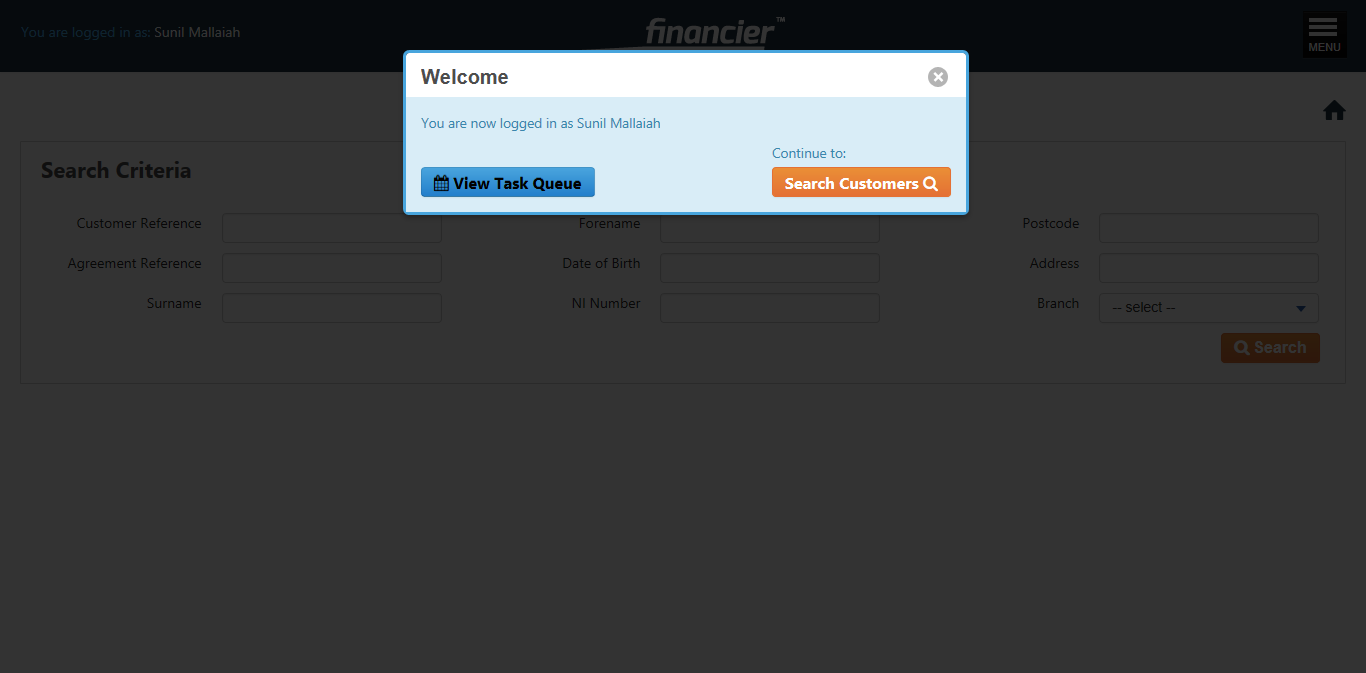 You are logged in as: Sunil Mallaiah
financier™
MENU
Welcome
You are now logged in as Sunil Mallaiah
Continue to:
View Task Queue
Search Customers
Search Criteria
Customer Reference
Forename
Postcode
Agreement Reference
Date of Birth
Address
Surname
NI Number
Branch
-- select --
Search